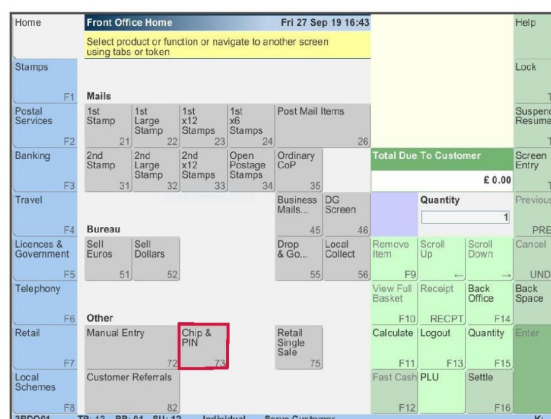 Home
Front Office Home Fri 27 Sep 19 16:43
Help
Select product or function or navigate to another screen
using tabs or token
Stamps
F1
Lock
Mails
Postal
Services
F2
1st
Stamp
21
1st
Large
Stamp
22
1st
x12
Stamps
23
1st
x6
Stamps
24
Post Mail Items
26
Suspend
Resume
Banking
F3
2nd
Stamp
31
2nd
Large
Stamp
32
2nd
x12
Stamps
33
Open
Postage
Stamps
34
Ordinary
CoP
35
Total Due To Customer
£ 0.00
Screen
Entry
Travel
F4
Business
Mails...
45
DG
Screen
46
Quantity
1
Previous
PRE
Bureau
Licences &
Government
F5
Sell
Euros
51
Sell
Dollars
52
Drop
& Go...
55
Local
Collect
56
Remove
Item
F9
Scroll
Up
←
Scroll
Down
→
Cancel
UND
Telephony
F6
View Full
Basket
F10
Receipt
RECPT
Back
Office
F14
Back
Space
Other
Retail
F7
Manual Entry
72
Chip &
PIN
73
Retail
Single
Sale
75
Calculate
F11
Logout
F13
Quantity
F15
Enter
Local
Schemes
F8
Customer Referrals
82
Fast Cash
F12
PLU
Settle
F16
Individual Serve Customer